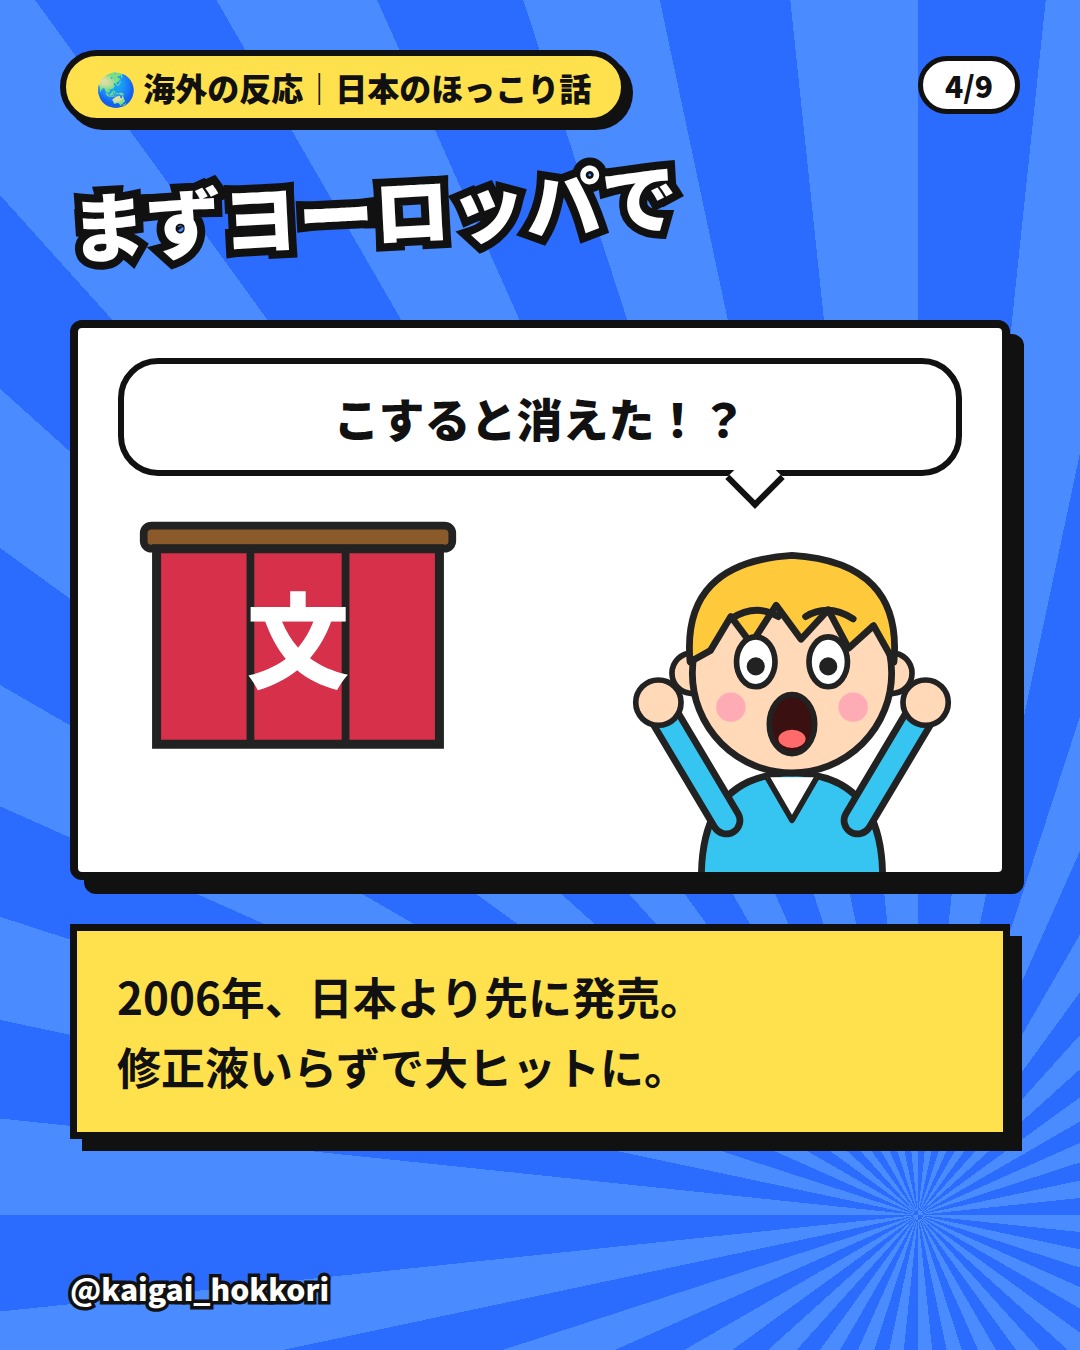 🌏 海外の反応｜日本のほっこり話
4/9
まずヨーロッパで
こすると消えた！？
文
2006年、日本より先に発売。
修正液いらずで大ヒットに。
@kaigai_hokkori